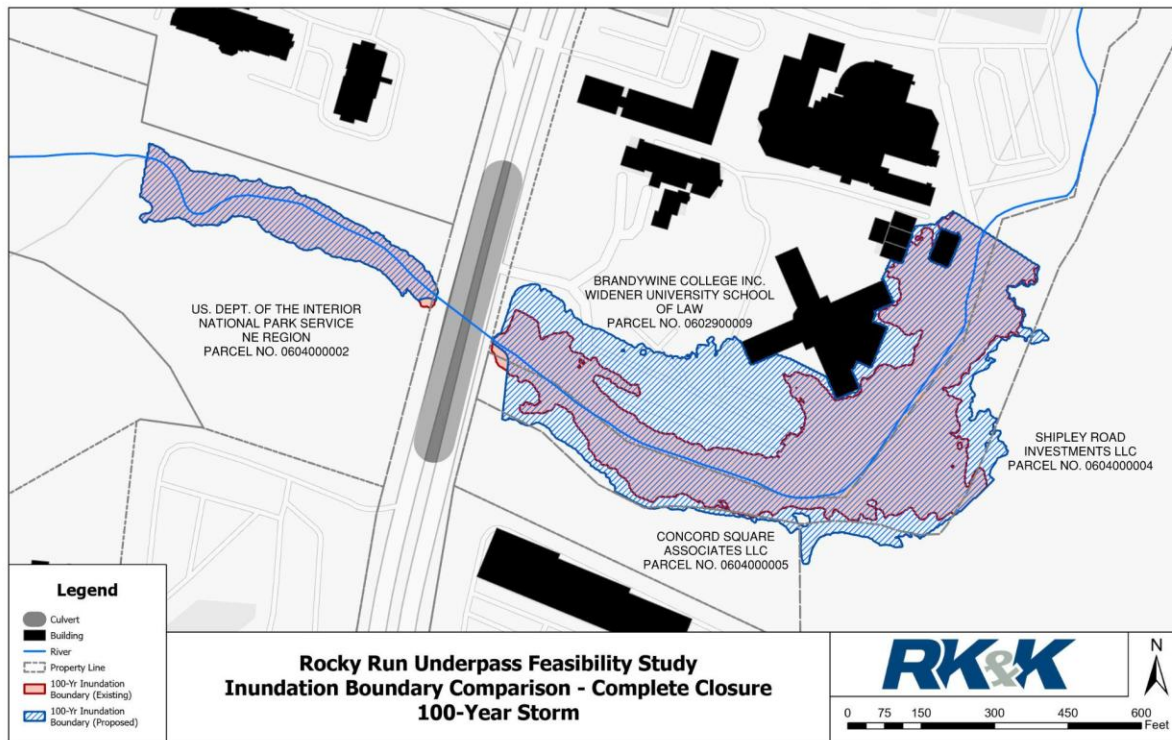 US. DEPT. OF THE INTERIOR
NATIONAL PARK SERVICE
NE REGION
PARCEL NO. 0604000002
BRANDYWINE COLLEGE INC.
WIDENER UNIVERSITY SCHOOL
OF LAW
PARCEL NO. 0602900009
SHIPLEY ROAD
INVESTMENTS LLC
PARCEL NO. 0604000004
CONCORD SQUARE
ASSOCIATES LLC
PARCEL NO. 0604000005
Legend
Culvert
Building
River
Property Line
100-Yr Inundation
Boundary (Existing)
100-Yr Inundation
Boundary (Proposed)
Rocky Run Underpass Feasibility Study
Inundation Boundary Comparison - Complete Closure
100-Year Storm
RK&K
N
0 75 150 300 450 600
Feet